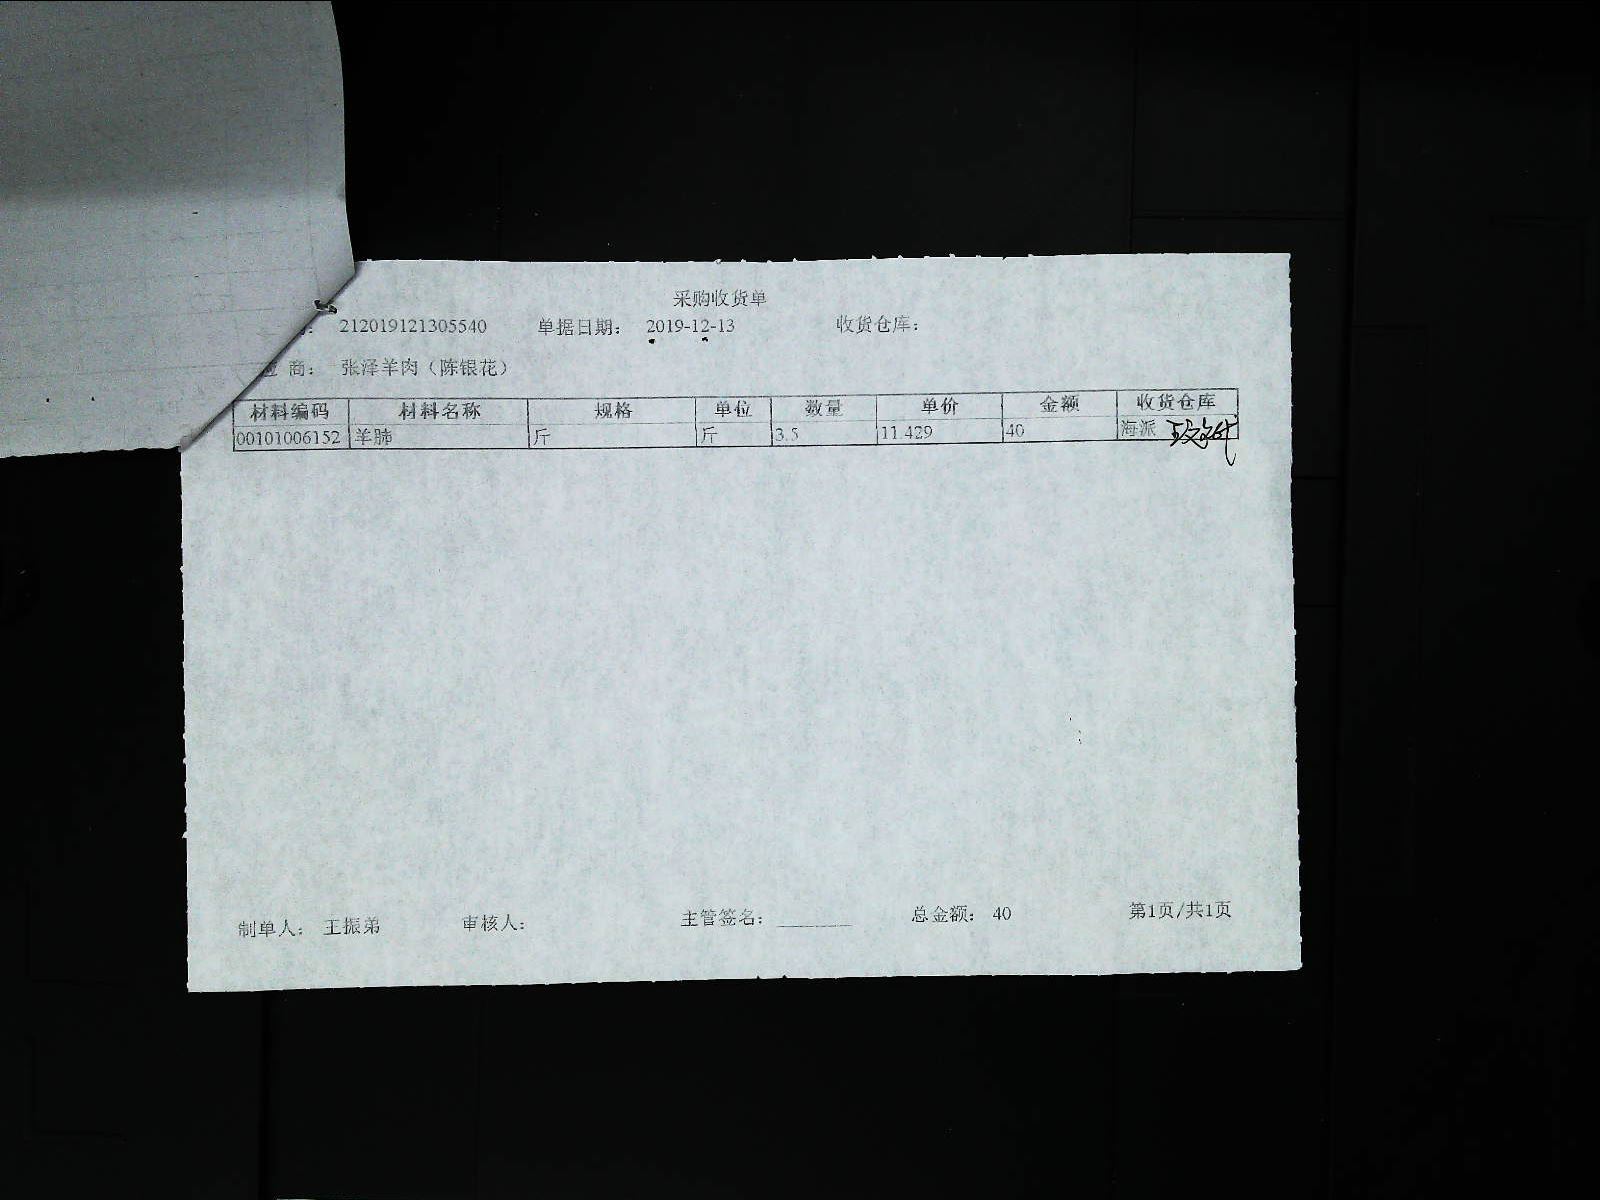 采购收货单
212019121305540 单据日期： 2019-12-13 收货仓库：
商： 张泽羊肉（陈银花）
材料编码 材料名称 规格 单位 数量 单价 金额 收货仓库
00101006152 羊肺 斤 斤 3.5 11.429 40 海派
制单人： 王振弟 审核人： 主管签名： 总金额： 40 第1页/共1页